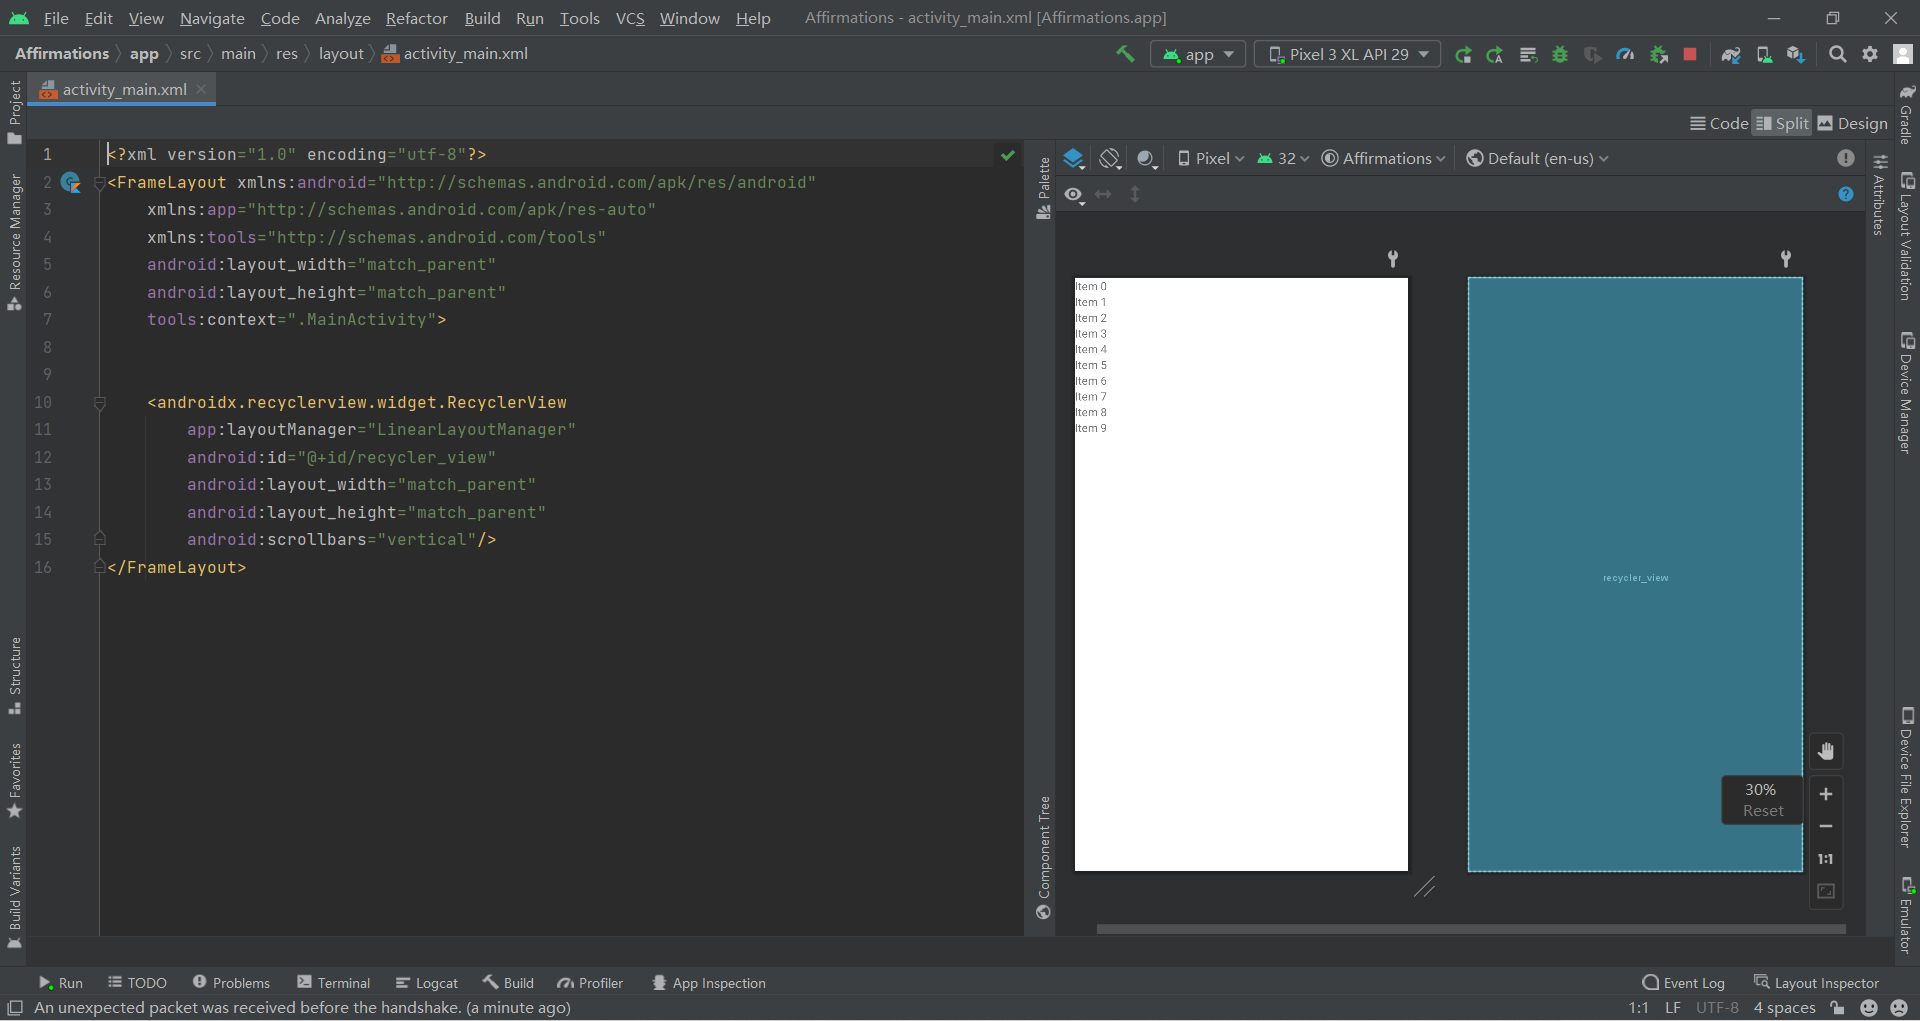 File Edit View Navigate Code Analyze Refactor Build Run Tools VCS Window Help Affirmations - activity_main.xml [Affirmations.app]
Affirmations app src main res layout activity_main.xml app Pixel 3 XL API 29
activity_main.xml
Code Split Design
Project
Resource Manager
Structure
Favorites
Build Variants
1 <?xml version="1.0" encoding="utf-8"?>
2 <FrameLayout xmlns:android="http://schemas.android.com/apk/res/android"
3 xmlns:app="http://schemas.android.com/apk/res-auto"
4 xmlns:tools="http://schemas.android.com/tools"
5 android:layout_width="match_parent"
6 android:layout_height="match_parent"
7 tools:context=".MainActivity">
8
9
10 <androidx.recyclerview.widget.RecyclerView
11 app:layoutManager="LinearLayoutManager"
12 android:id="@+id/recycler_view"
13 android:layout_width="match_parent"
14 android:layout_height="match_parent"
15 android:scrollbars="vertical"/>
16 </FrameLayout>
Palette
Component Tree
Pixel 32 Affirmations Default (en-us)
Item 0
Item 1
Item 2
Item 3
Item 4
Item 5
Item 6
Item 7
Item 8
Item 9
recycler_view
30%
Reset
1:1
Attributes
Gradle
Layout Validation
Device Manager
Device File Explorer
Emulator
Run TODO Problems Terminal Logcat Build Profiler App Inspection Event Log Layout Inspector
An unexpected packet was received before the handshake. (a minute ago) 1:1 LF UTF-8 4 spaces